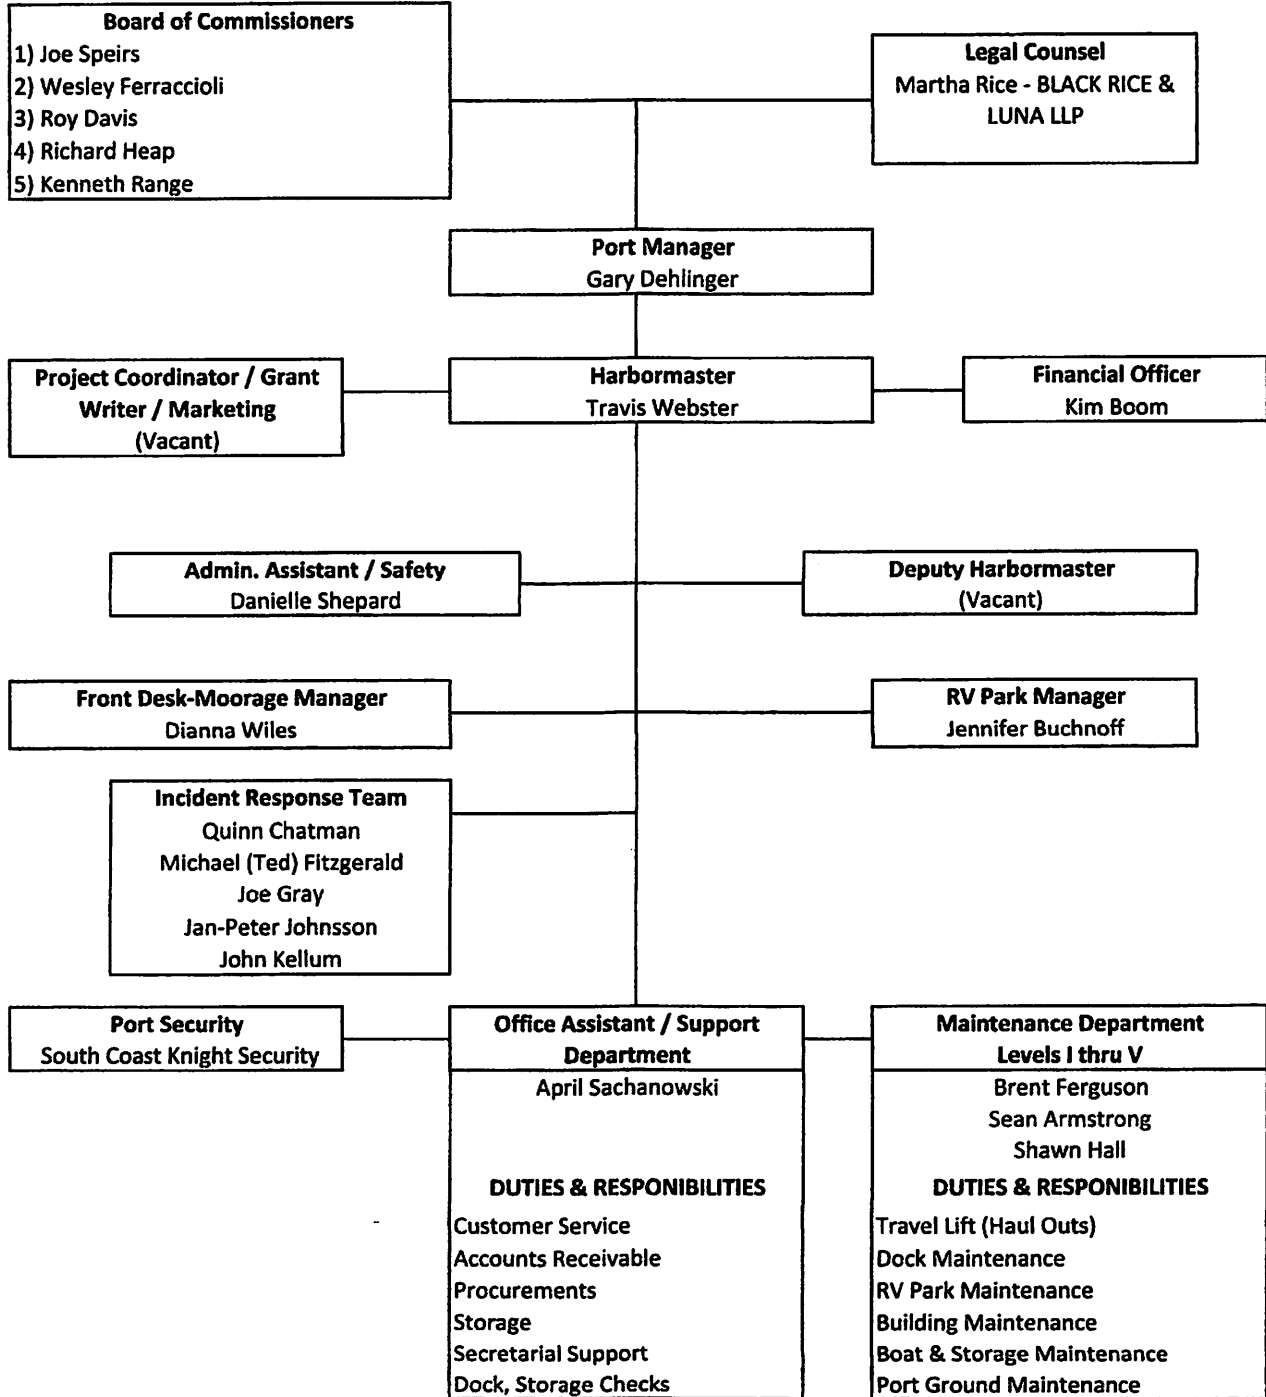 Board of Commissioners
1) Joe Speirs
2) Wesley Ferraccioli
3) Roy Davis
4) Richard Heap
5) Kenneth Range
Legal Counsel
Martha Rice - BLACK RICE &
LUNA LLP
Port Manager
Gary Dehlinger
Project Coordinator / Grant
Writer / Marketing
(Vacant)
Harbormaster
Travis Webster
Financial Officer
Kim Boom
Admin. Assistant / Safety
Danielle Shepard
Deputy Harbormaster
(Vacant)
Front Desk-Moorage Manager
Dianna Wiles
RV Park Manager
Jennifer Buchnoff
Incident Response Team
Quinn Chatman
Michael (Ted) Fitzgerald
Joe Gray
Jan-Peter Johnsson
John Kellum
Port Security
South Coast Knight Security
Office Assistant / Support
Department
April Sachanowski
DUTIES & RESPONIBILITIES
Customer Service
Accounts Receivable
Procurements
Storage
Secretarial Support
Dock, Storage Checks
Maintenance Department
Levels I thru V
Brent Ferguson
Sean Armstrong
Shawn Hall
DUTIES & RESPONIBILITIES
Travel Lift (Haul Outs)
Dock Maintenance
RV Park Maintenance
Building Maintenance
Boat & Storage Maintenance
Port Ground Maintenance